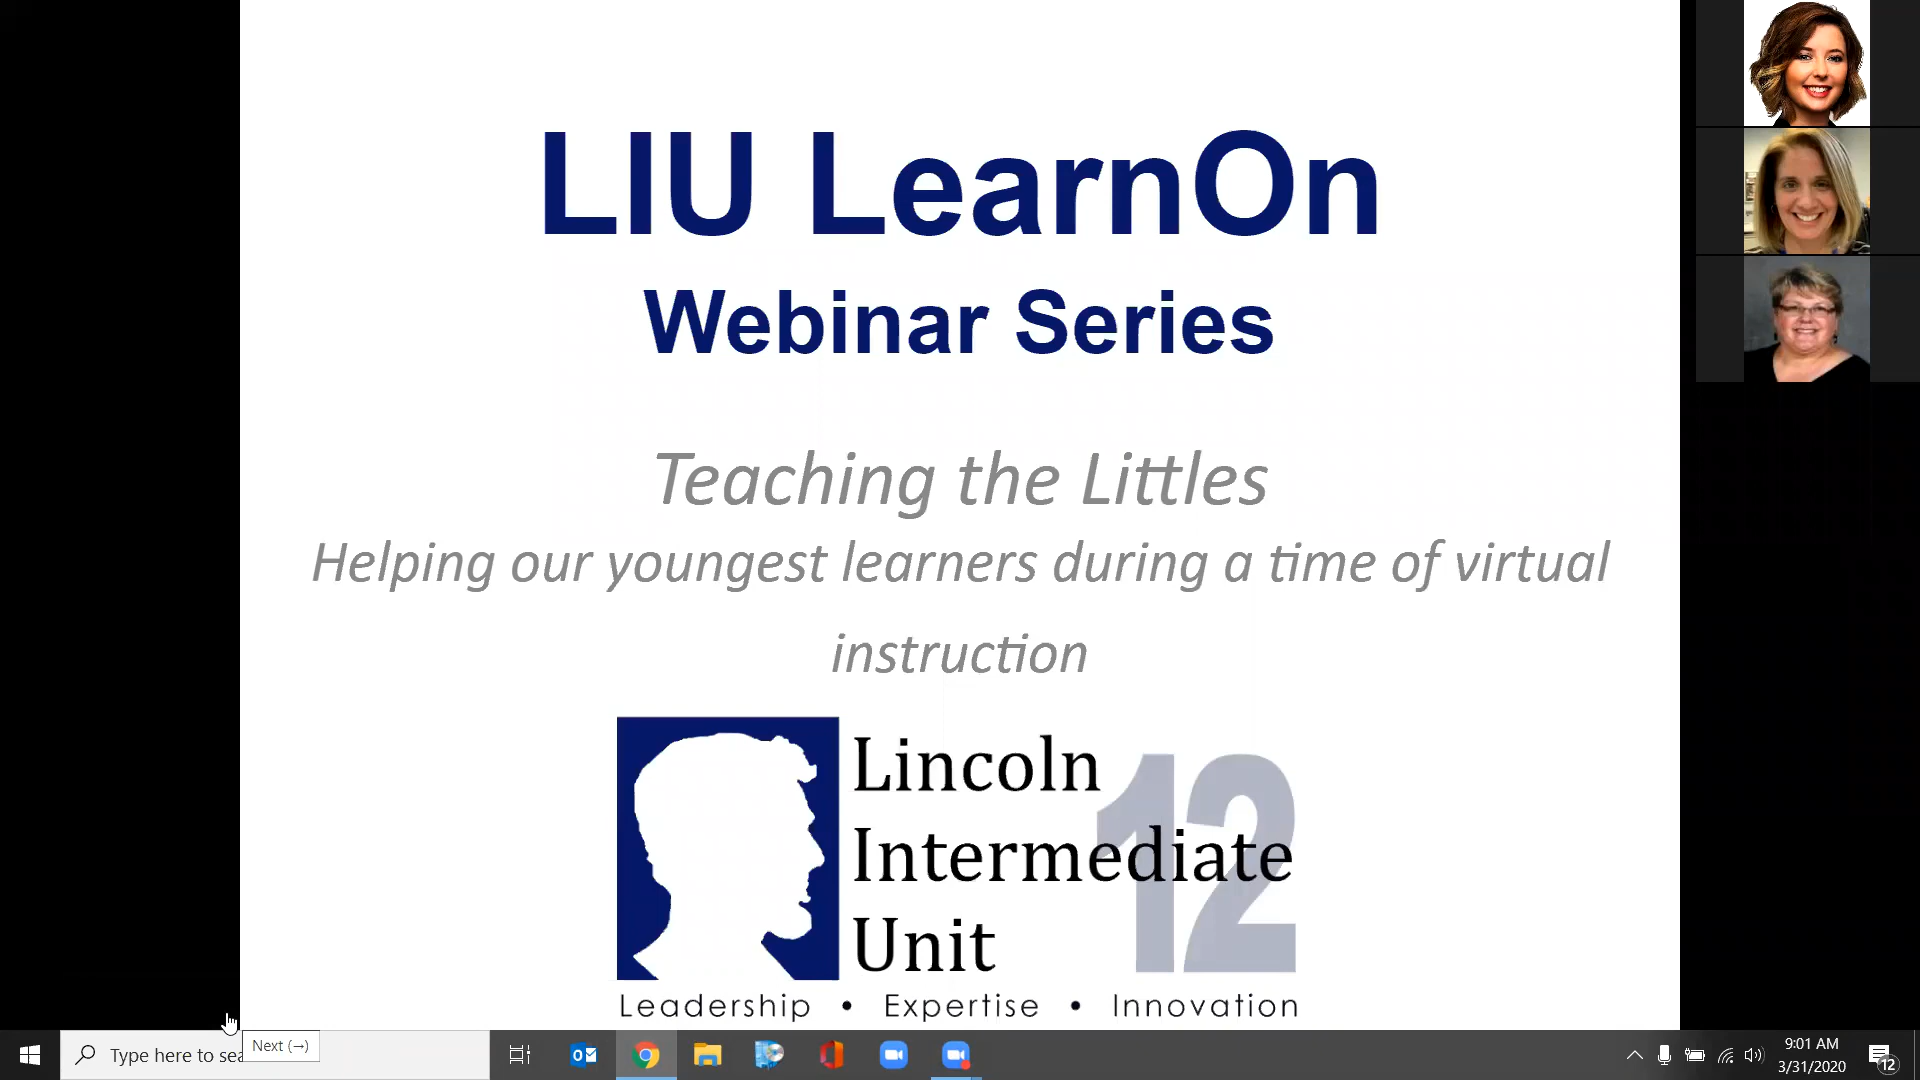 LIU LearnOn
Webinar Series
Teaching the Littles
Helping our youngest learners during a time of virtual
instruction
Lincoln
12
Intermediate
Unit
Leadership • Expertise • Innovation
Type here to sea
Next (→)
9:01 AM
3/31/2020
12